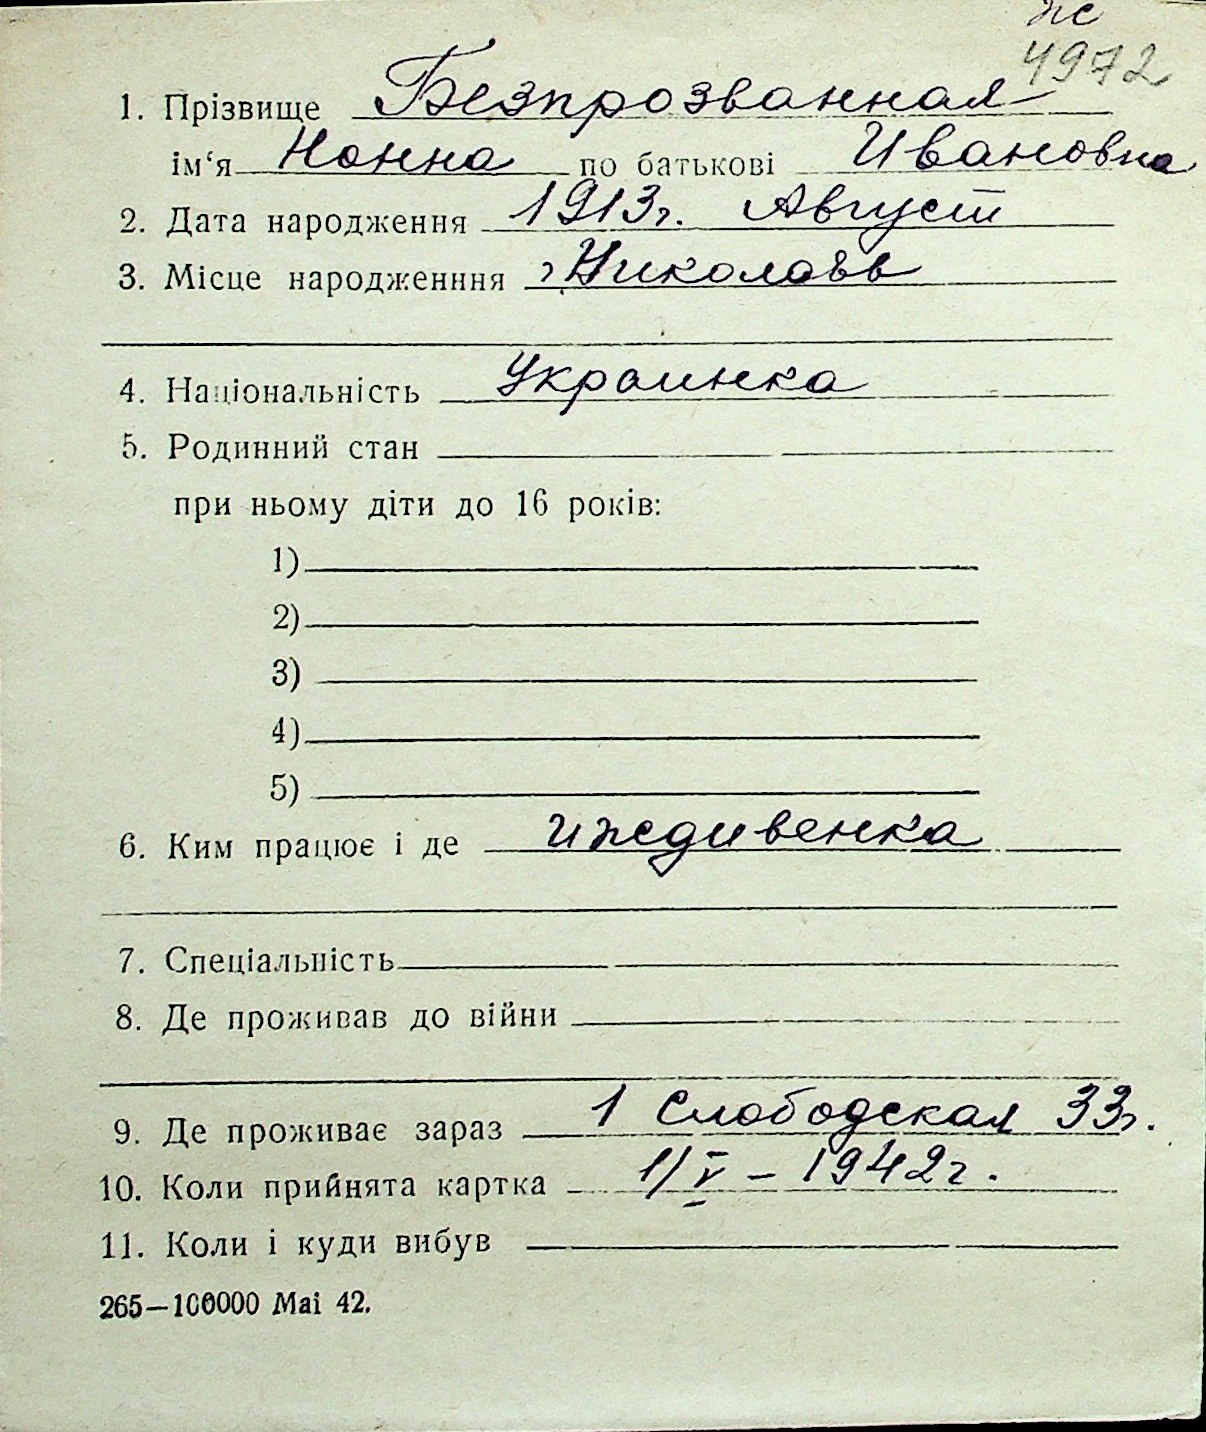 ж
4972
1. Прізвище Безпрозванная
ім‘я Нонна по батькові Ивановна
2. Дата народження 1913г. Август
3. Місце народженння г Николаев
4. Національність Украинка
5. Родинний стан
при ньому діти до 16 років:
1)
2)
3)
4)
5)
6. Ким працює і де иждивенка
7. Спеціальність
8. Де проживав до війни
9. Де проживає зараз 1 Слободская 33г.
10. Коли прийнята картка 1/V – 1942г.
11. Коли і куди вибув
265—100000 Mai 42.